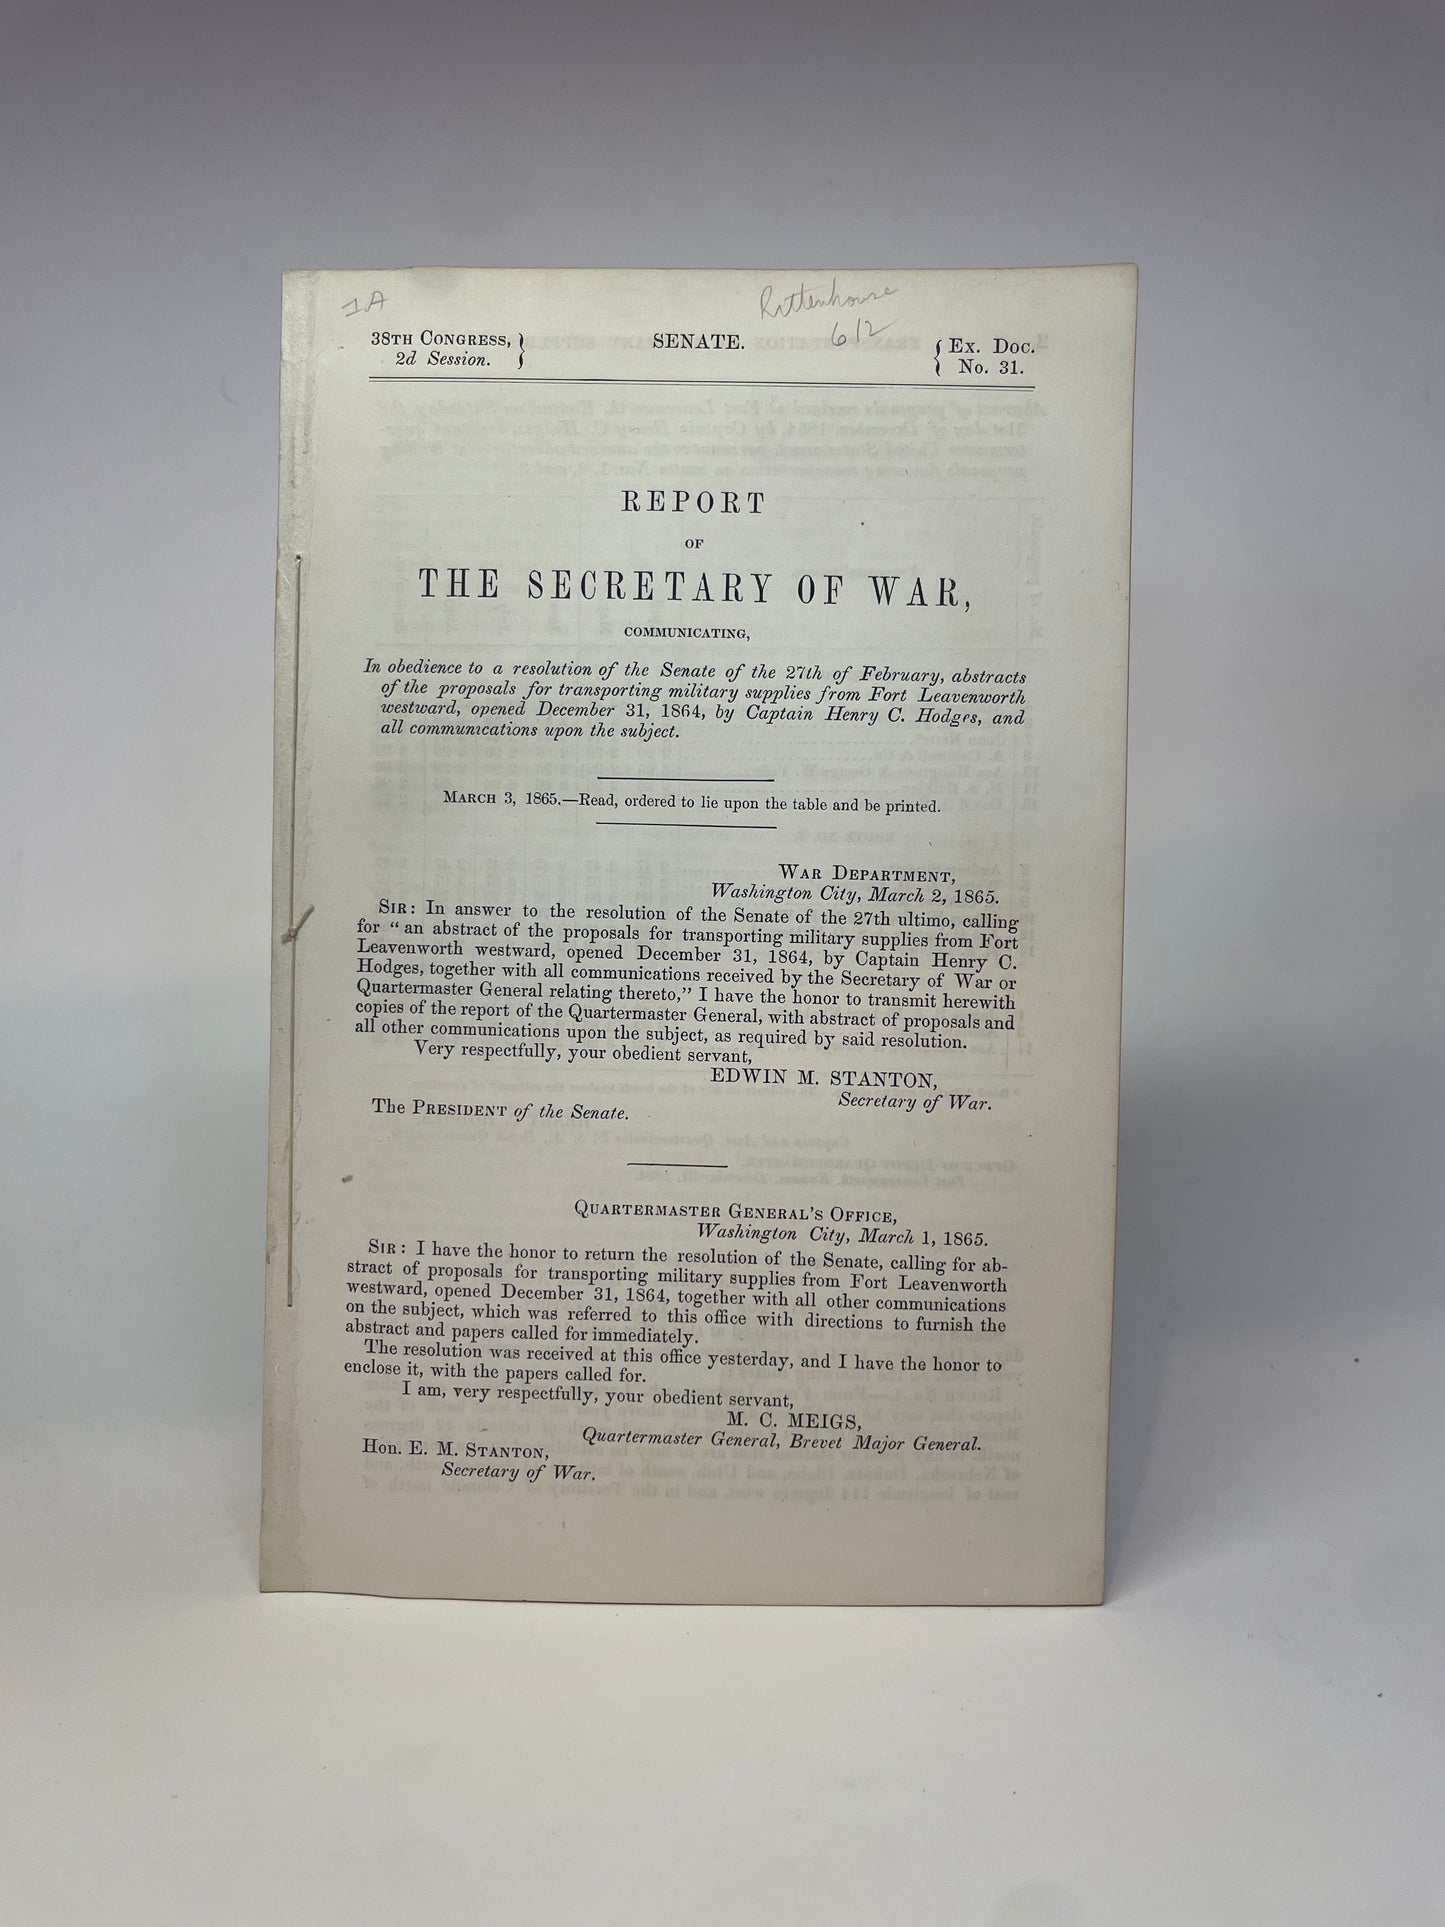 1A
Rittenhouse
612
38TH CONGRESS, } SENATE. { EX. DOC.
2d Session. No. 31.
REPORT
OF
THE SECRETARY OF WAR,
COMMUNICATING,
In obedience to a resolution of the Senate of the 27th of February, abstracts
of the proposals for transporting military supplies from Fort Leavenworth
westward, opened December 31, 1864, by Captain Henry C. Hodges, and
all communications upon the subject.
MARCH 3, 1865.—Read, ordered to lie upon the table and be printed.
WAR DEPARTMENT,
Washington City, March 2, 1865.
SIR: In answer to the resolution of the Senate of the 27th ultimo, calling
for "an abstract of the proposals for transporting military supplies from Fort
Leavenworth westward, opened December 31, 1864, by Captain Henry C.
Hodges, together with all communications received by the Secretary of War or
Quartermaster General relating thereto," I have the honor to transmit herewith
copies of the report of the Quartermaster General, with abstract of proposals and
all other communications upon the subject, as required by said resolution.
Very respectfully, your obedient servant,
EDWIN M. STANTON,
Secretary of War.
The PRESIDENT of the Senate.
QUARTERMASTER GENERAL'S OFFICE,
Washington City, March 1, 1865.
SIR: I have the honor to return the resolution of the Senate, calling for ab-
stract of proposals for transporting military supplies from Fort Leavenworth
westward, opened December 31, 1864, together with all other communications
on the subject, which was referred to this office with directions to furnish the
abstract and papers called for immediately.
The resolution was received at this office yesterday, and I have the honor to
enclose it, with the papers called for.
I am, very respectfully, your obedient servant,
M. C. MEIGS,
Quartermaster General, Brevet Major General.
Hon. E. M. STANTON,
Secretary of War.